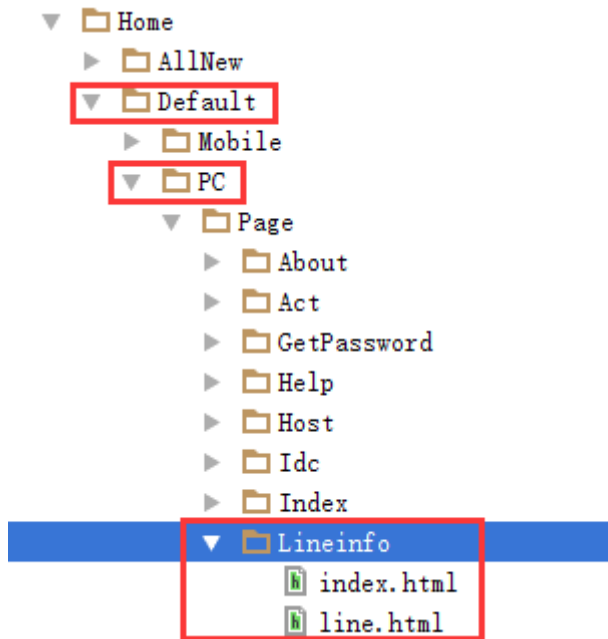 Home
AllNew
Default
Mobile
PC
Page
About
Act
GetPassword
Help
Host
Idc
Index
Lineinfo
index.html
line.html